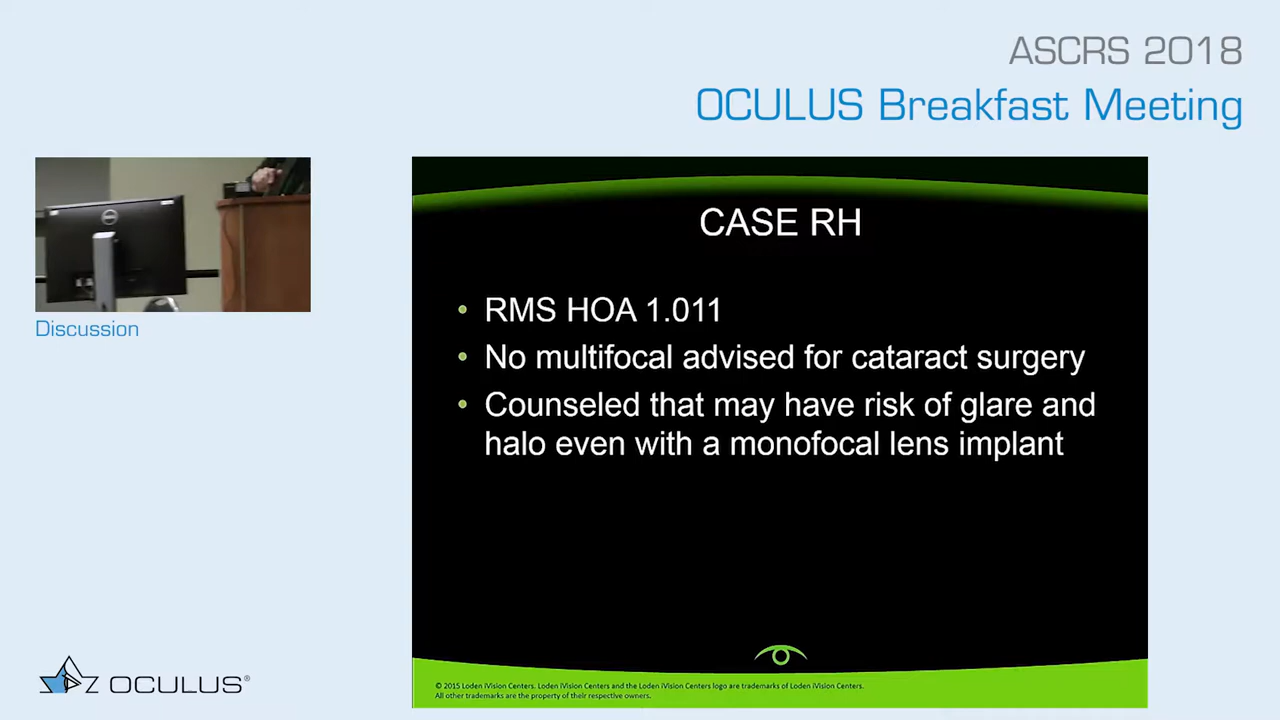 ASCRS 2018
OCULUS Breakfast Meeting
Discussion
CASE RH
• RMS HOA 1.011
• No multifocal advised for cataract surgery
• Counseled that may have risk of glare and
halo even with a monofocal lens implant
© 2015 Loden iVision Centers. Loden iVision Centers and the Loden iVision Centers logo are trademarks of Loden iVision Centers.
All other trademarks are the property of their respective owners.
OCULUS®